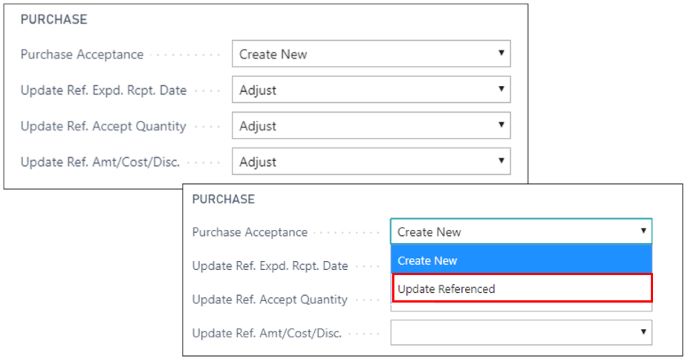 PURCHASE
Purchase Acceptance Create New
Update Ref. Expd. Rcpt. Date Adjust
Update Ref. Accept Quantity Adjust
Update Ref. Amt/Cost/Disc. Adjust
PURCHASE
Purchase Acceptance Create New
Create New
Update Ref. Expd. Rcpt. Date
Update Referenced
Update Ref. Accept Quantity
Update Ref. Amt/Cost/Disc.